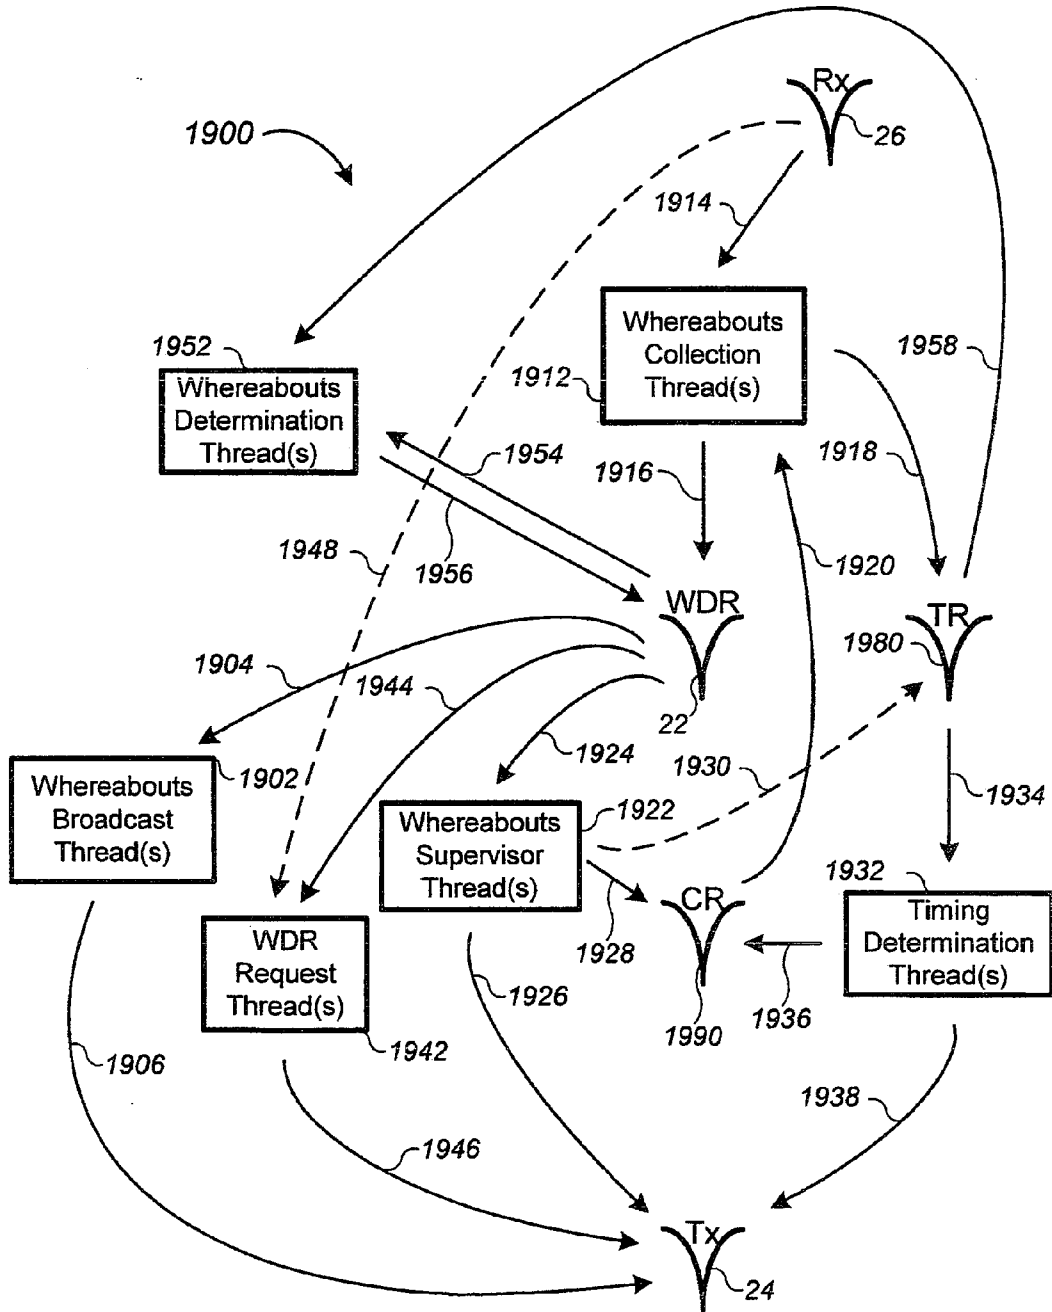 Rx
1900
26
1914
1952
Whereabouts
Determination
Thread(s)
Whereabouts
Collection
Thread(s)
1912
1958
1954
1916
1918
1948
1956
1920
WDR
TR
1980
1904
1944
22
1924
1930
1934
1902
Whereabouts
Broadcast
Thread(s)
1922
Whereabouts
Supervisor
Thread(s)
1932
CR
Timing
Determination
Thread(s)
WDR
Request
Thread(s)
1928
1926
1936
1990
1942
1906
1938
1946
Tx
24